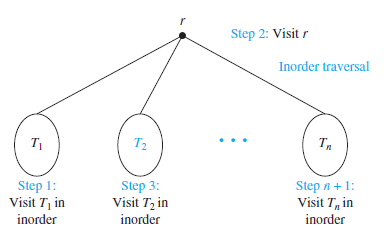 r
Step 2: Visit r
Inorder traversal
T₁
T₂
. . .
Tₙ
Step 1:
Visit T₁ in
inorder
Step 3:
Visit T₂ in
inorder
Step n + 1:
Visit Tₙ in
inorder